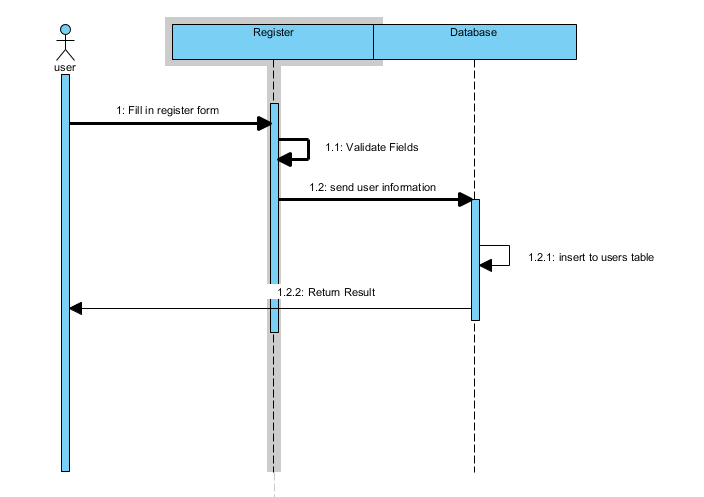 Register
Database
user
1: Fill in register form
1.1: Validate Fields
1.2: send user information
1.2.1: insert to users table
1.2.2: Return Result